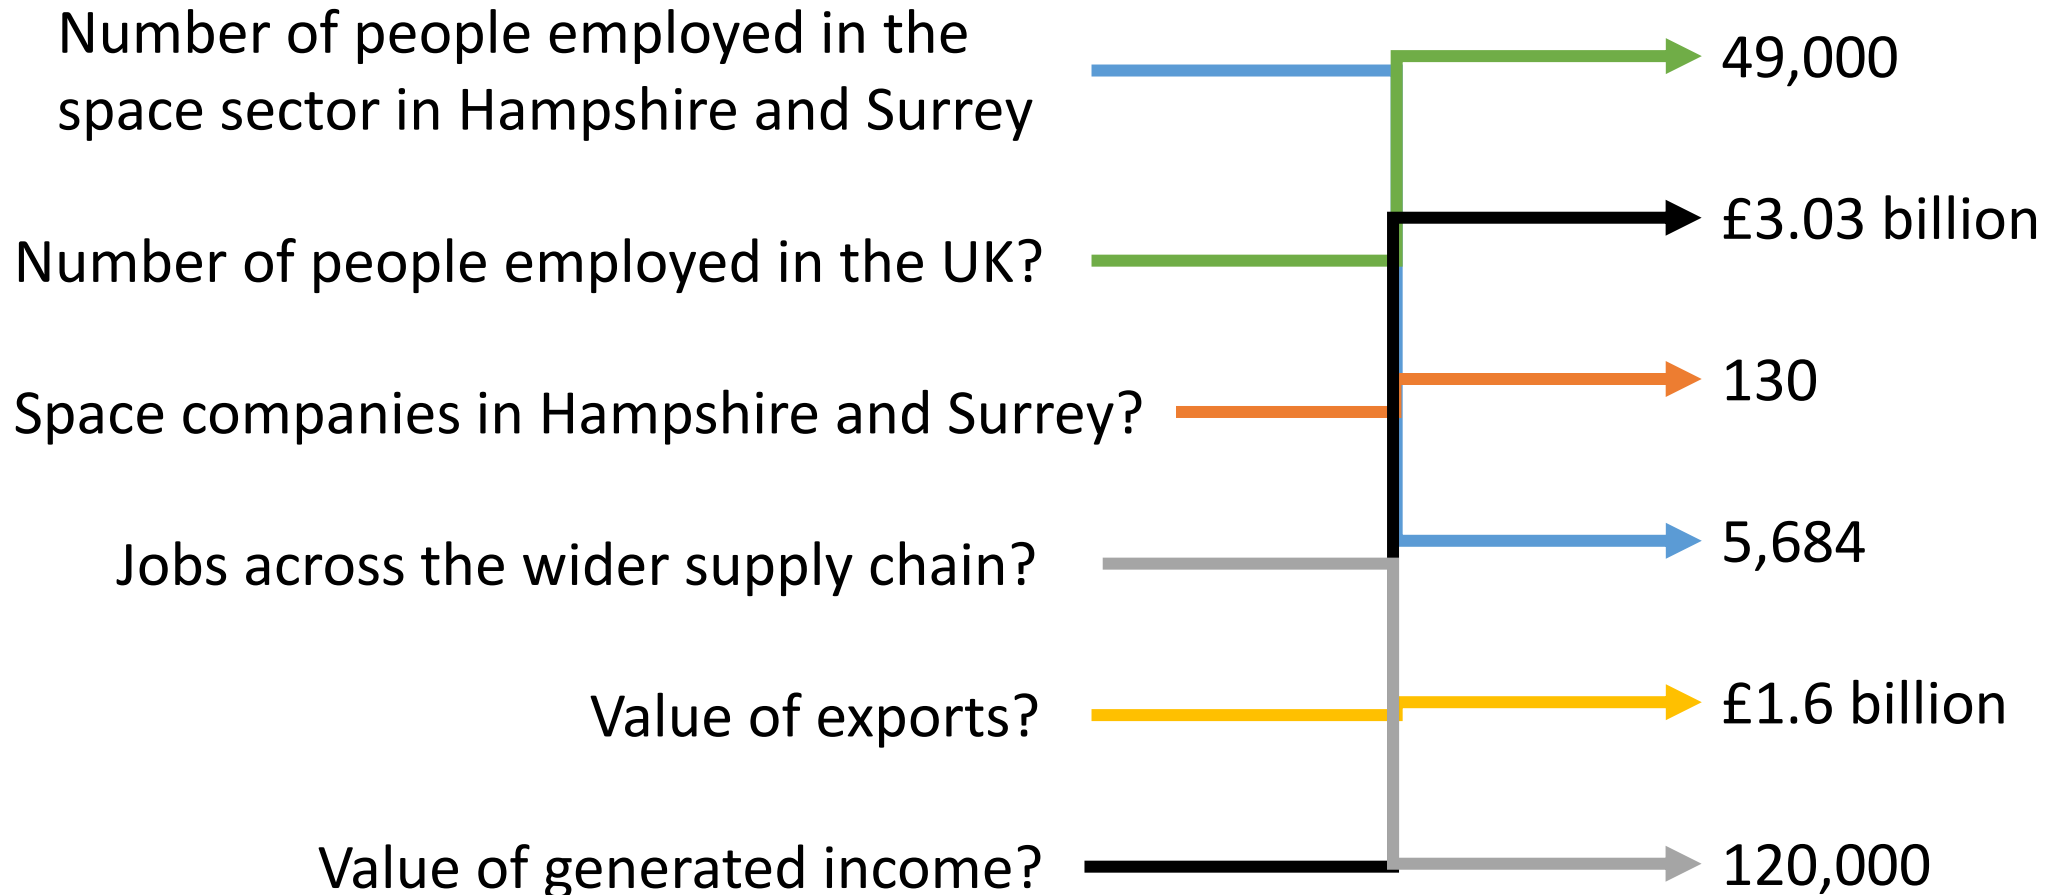 Number of people employed in the
space sector in Hampshire and Surrey
Number of people employed in the UK?
Space companies in Hampshire and Surrey?
Jobs across the wider supply chain?
Value of exports?
Value of generated income?
49,000
£3.03 billion
130
5,684
£1.6 billion
120,000